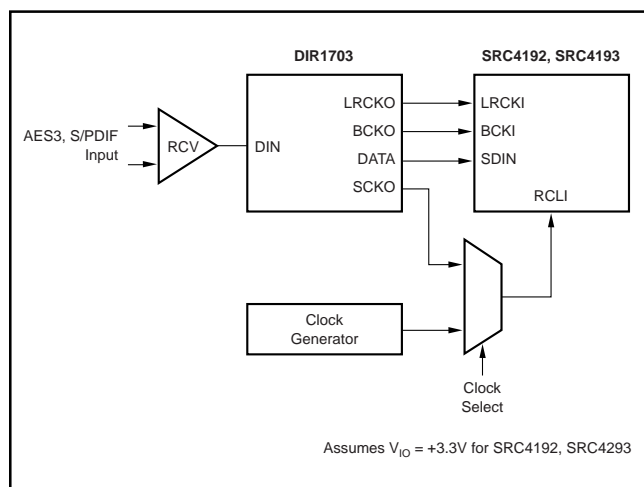 DIR1703
SRC4192, SRC4193
AES3, S/PDIF
Input
RCV
DIN
LRCKO
BCKO
DATA
SCKO
LRCKI
BCKI
SDIN
RCLI
Clock
Generator
Clock
Select
Assumes VIO = +3.3V for SRC4192, SRC4293